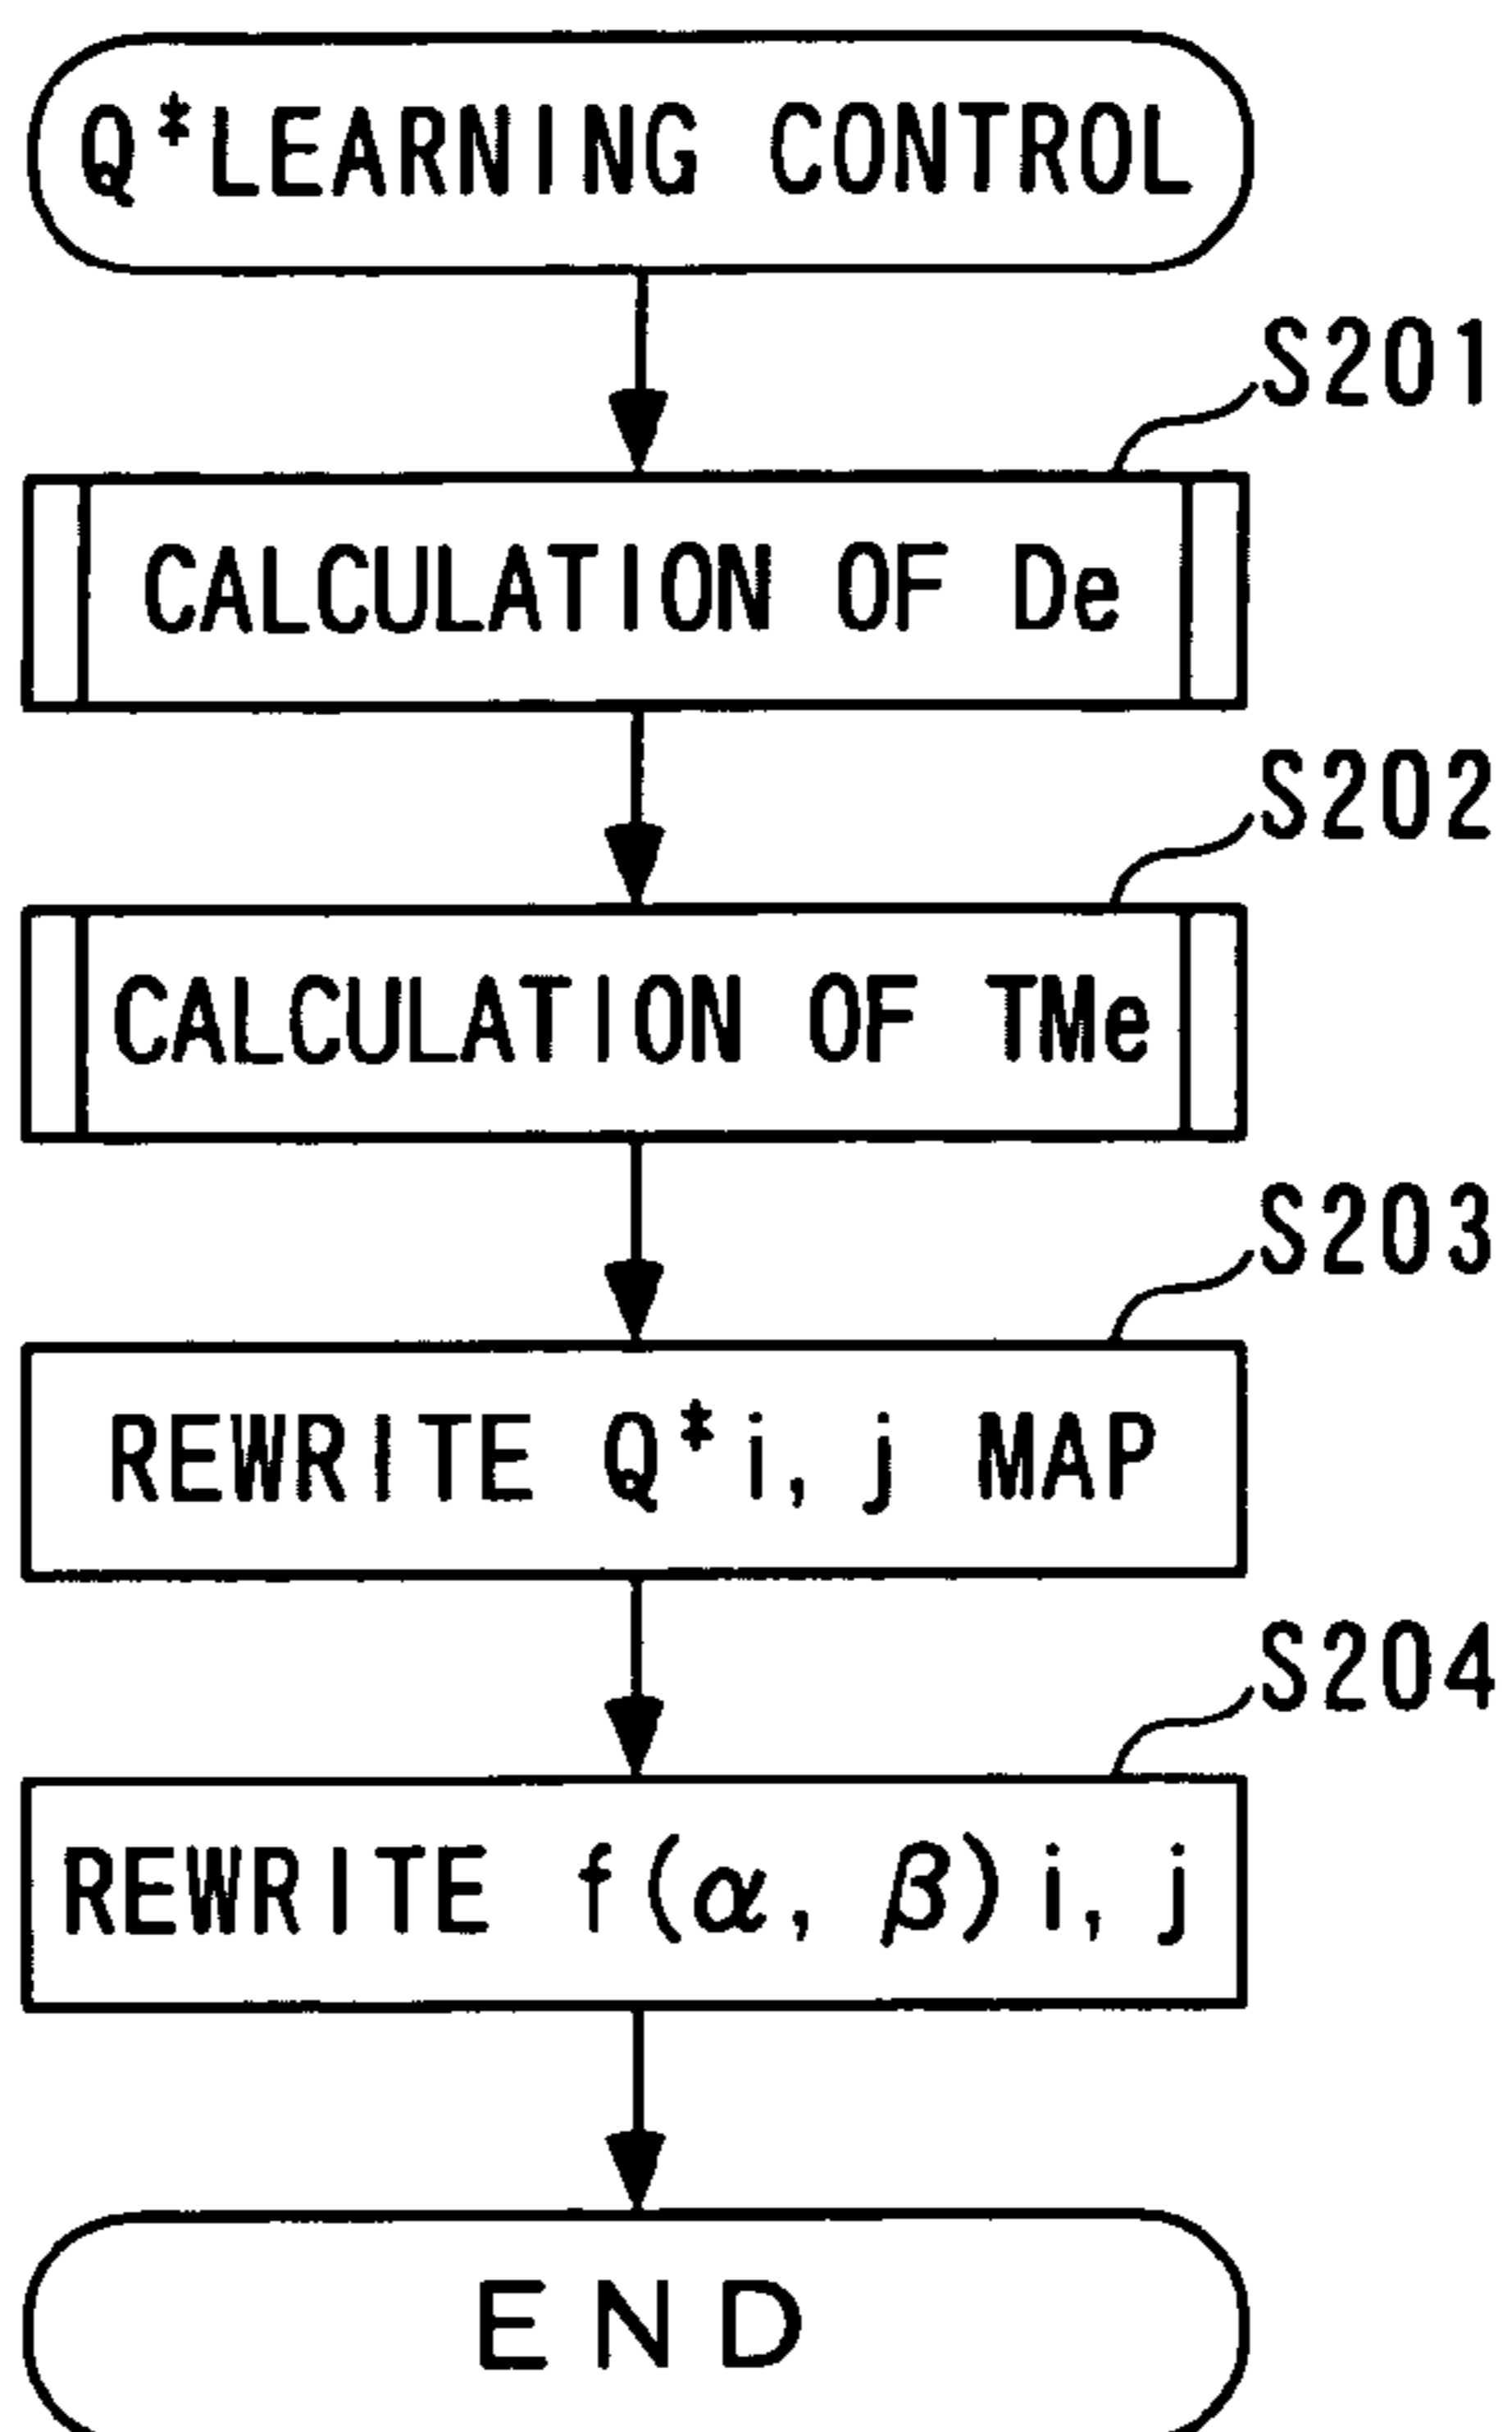 Q*LEARNING CONTROL
S201
CALCULATION OF De
S202
CALCULATION OF TMe
S203
REWRITE Q*i, j MAP
S204
REWRITE f(α, β)i, j
END